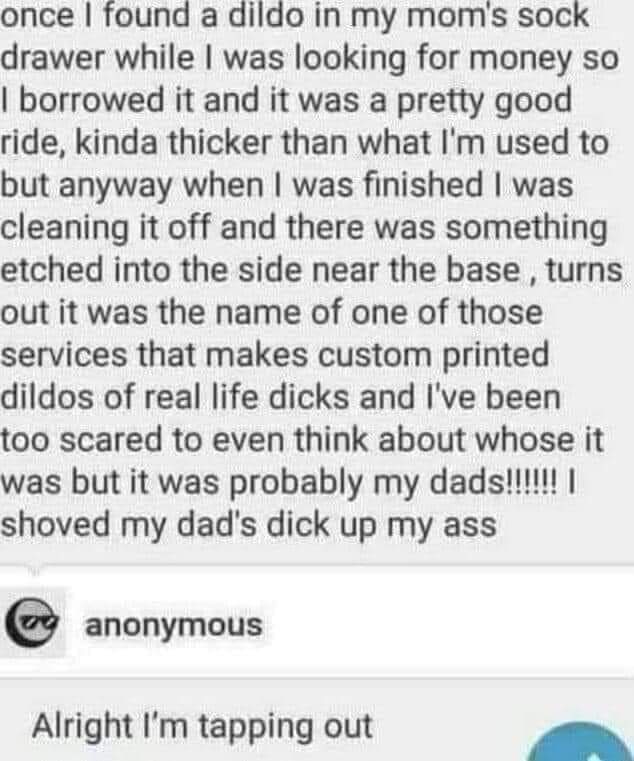 once I found a dildo in my mom's sock
drawer while I was looking for money so
I borrowed it and it was a pretty good
ride, kinda thicker than what I'm used to
but anyway when I was finished I was
cleaning it off and there was something
etched into the side near the base , turns
out it was the name of one of those
services that makes custom printed
dildos of real life dicks and I've been
too scared to even think about whose it
was but it was probably my dads!!!!!! I
shoved my dad's dick up my ass
anonymous
Alright I'm tapping out